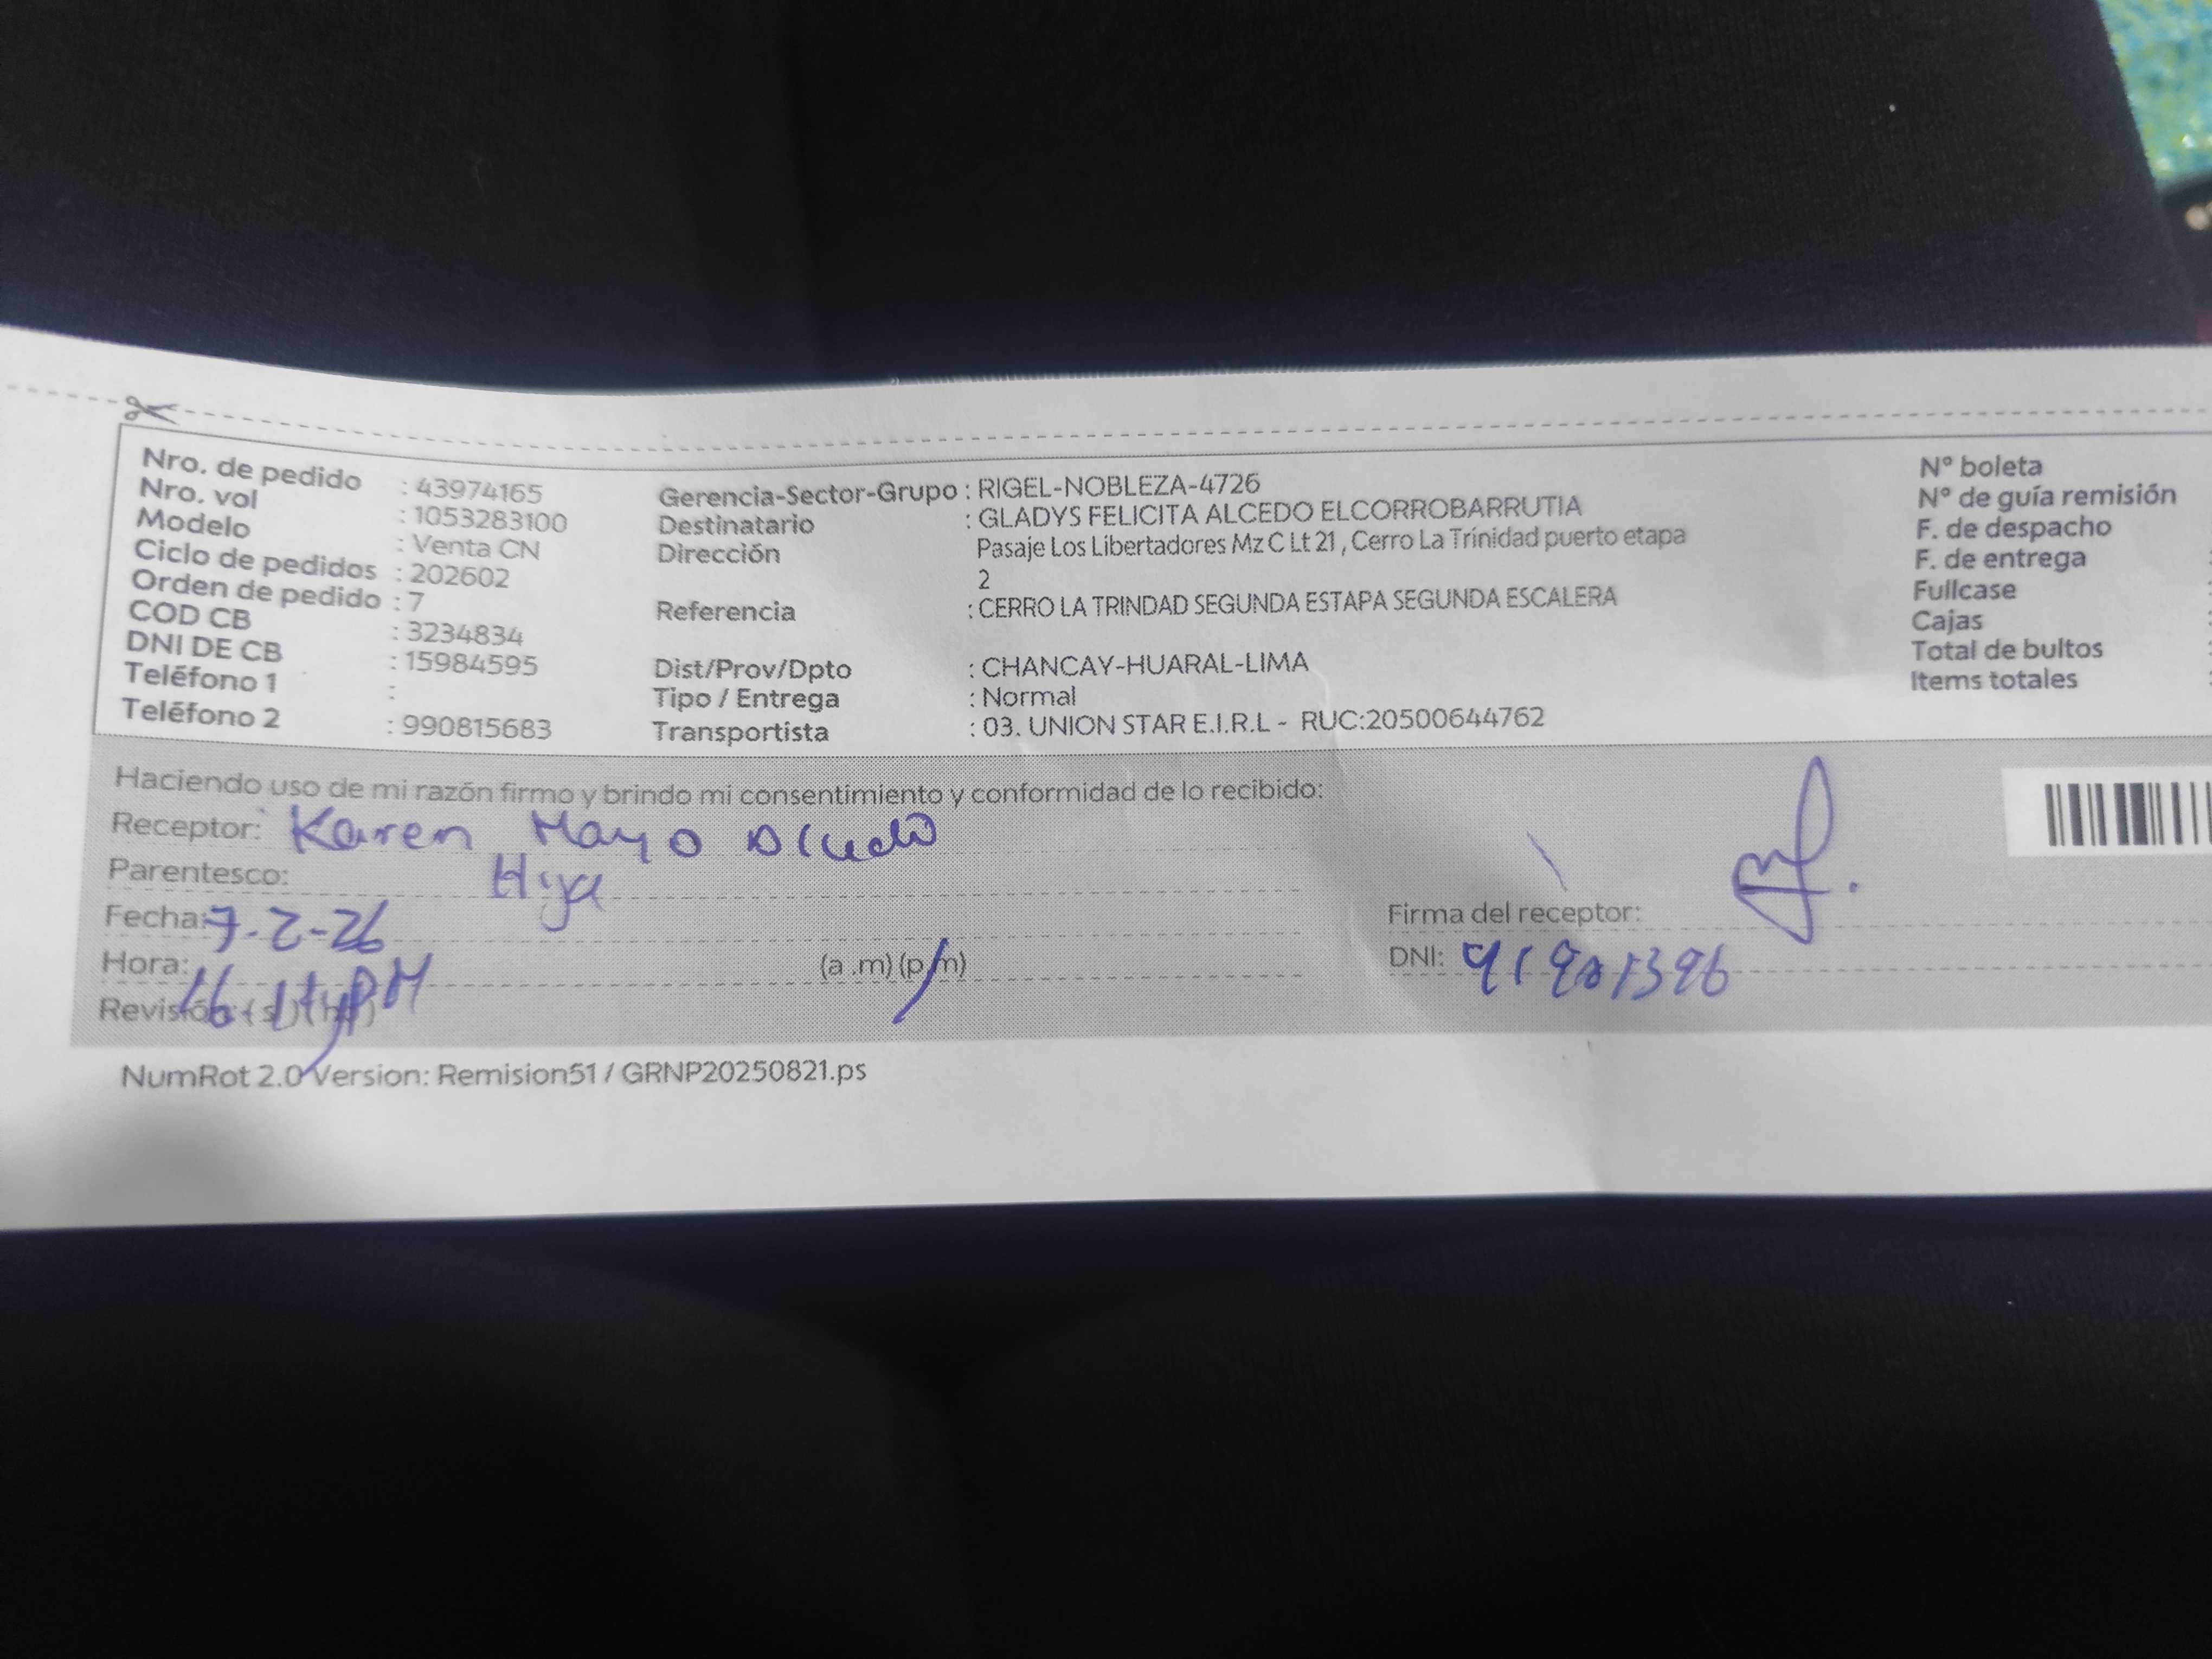 Nro. de pedido : 43974165
Nro. vol : 1053283100
Modelo : Venta CN
Ciclo de pedidos : 202602
Orden de pedido : 7
COD CB : 3234834
DNI DE CB : 15984595
Teléfono 1 :
Teléfono 2 : 990815683
Gerencia-Sector-Grupo : RIGEL-NOBLEZA-4726
Destinatario : GLADYS FELICITA ALCEDO ELCORROBARRUTIA
Dirección Pasaje Los Libertadores Mz C Lt 21 , Cerro La Trinidad puerto etapa
2
Referencia : CERRO LA TRINDAD SEGUNDA ESTAPA SEGUNDA ESCALERA
Dist/Prov/Dpto : CHANCAY-HUARAL-LIMA
Tipo / Entrega : Normal
Transportista : 03. UNION STAR E.I.R.L - RUC:20500644762
N° boleta
N° de guía remisión
F. de despacho
F. de entrega :
Fullcase
Cajas :
Total de bultos
Items totales :
Haciendo uso de mi razón firmo y brindo mi consentimiento y conformidad de lo recibido:
Receptor: Karen Mayo
Parentesco: Hija
Fecha: 7-2-26
Hora: (a .m) (p.m)
Revisión: PM
Firma del receptor:
DNI:
NumRot 2.0 Version: Remision51 / GRNP20250821.ps